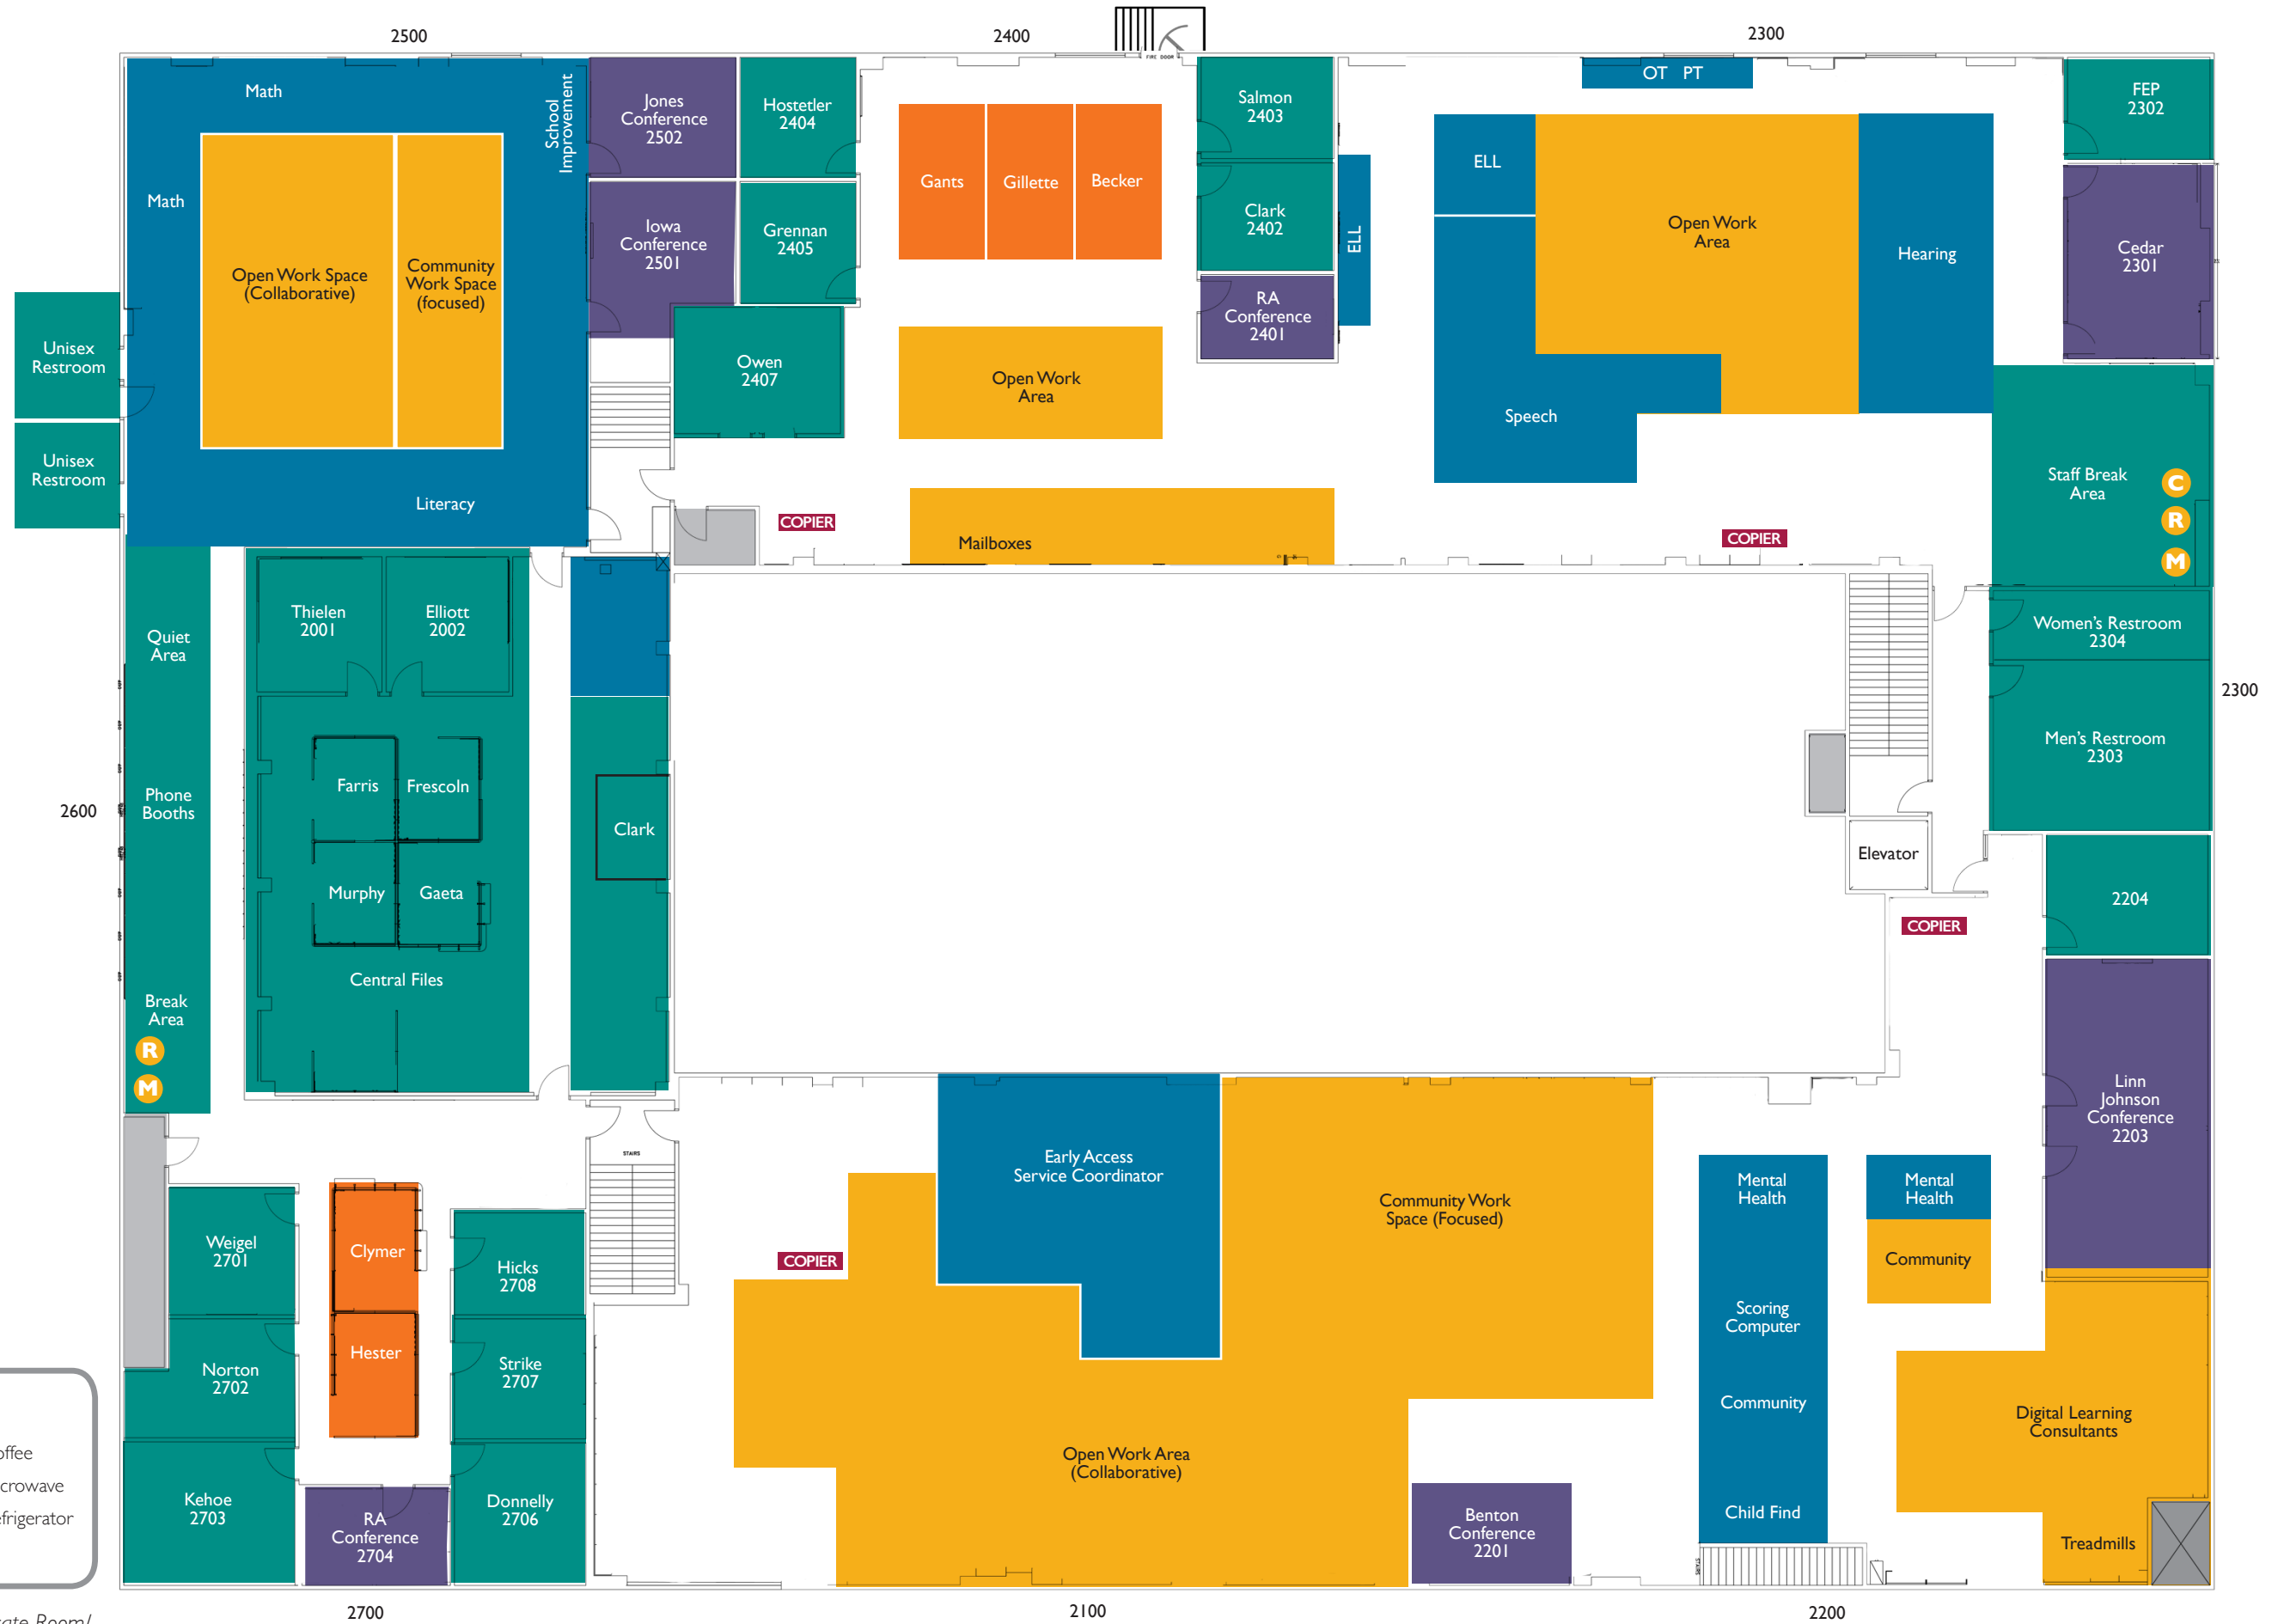 2500
2400
2300
FIRE DOOR
Math
School
Improvement
Jones
Conference
2502
Hostetler
2404
Gants
Gillette
Becker
Salmon
2403
OT PT
FEP
2302
Math
Open Work Space
(Collaborative)
Community
Work Space
(focused)
Iowa
Conference
2501
Grennan
2405
Clark
2402
ELL
ELL
Open Work
Area
Hearing
Cedar
2301
RA
Conference
2401
Unisex
Restroom
Owen
2407
Open Work
Area
Speech
Unisex
Restroom
Literacy
COPIER
Mailboxes
COPIER
Staff Break
Area
C
R
M
Thielen
2001
Elliott
2002
Quiet
Area
Women's Restroom
2304
2300
Men's Restroom
2303
2600
Phone
Booths
Farris
Frescoln
Clark
Elevator
Murphy
Gaeta
2204
COPIER
Central Files
Break
Area
R
M
Linn
Johnson
Conference
2203
STAIRS
Early Access
Service Coordinator
Community Work
Space (Focused)
Mental
Health
Mental
Health
Weigel
2701
Clymer
Hicks
2708
COPIER
Community
Scoring
Computer
Norton
2702
Hester
Strike
2707
Community
Digital Learning
Consultants
Open Work Area
(Collaborative)
offee
crowave
efrigerator
Kehoe
2703
RA
Conference
2704
Donnelly
2706
Benton
Conference
2201
Child Find
Treadmills
STAIRS
2700
2100
2200
ate Room/